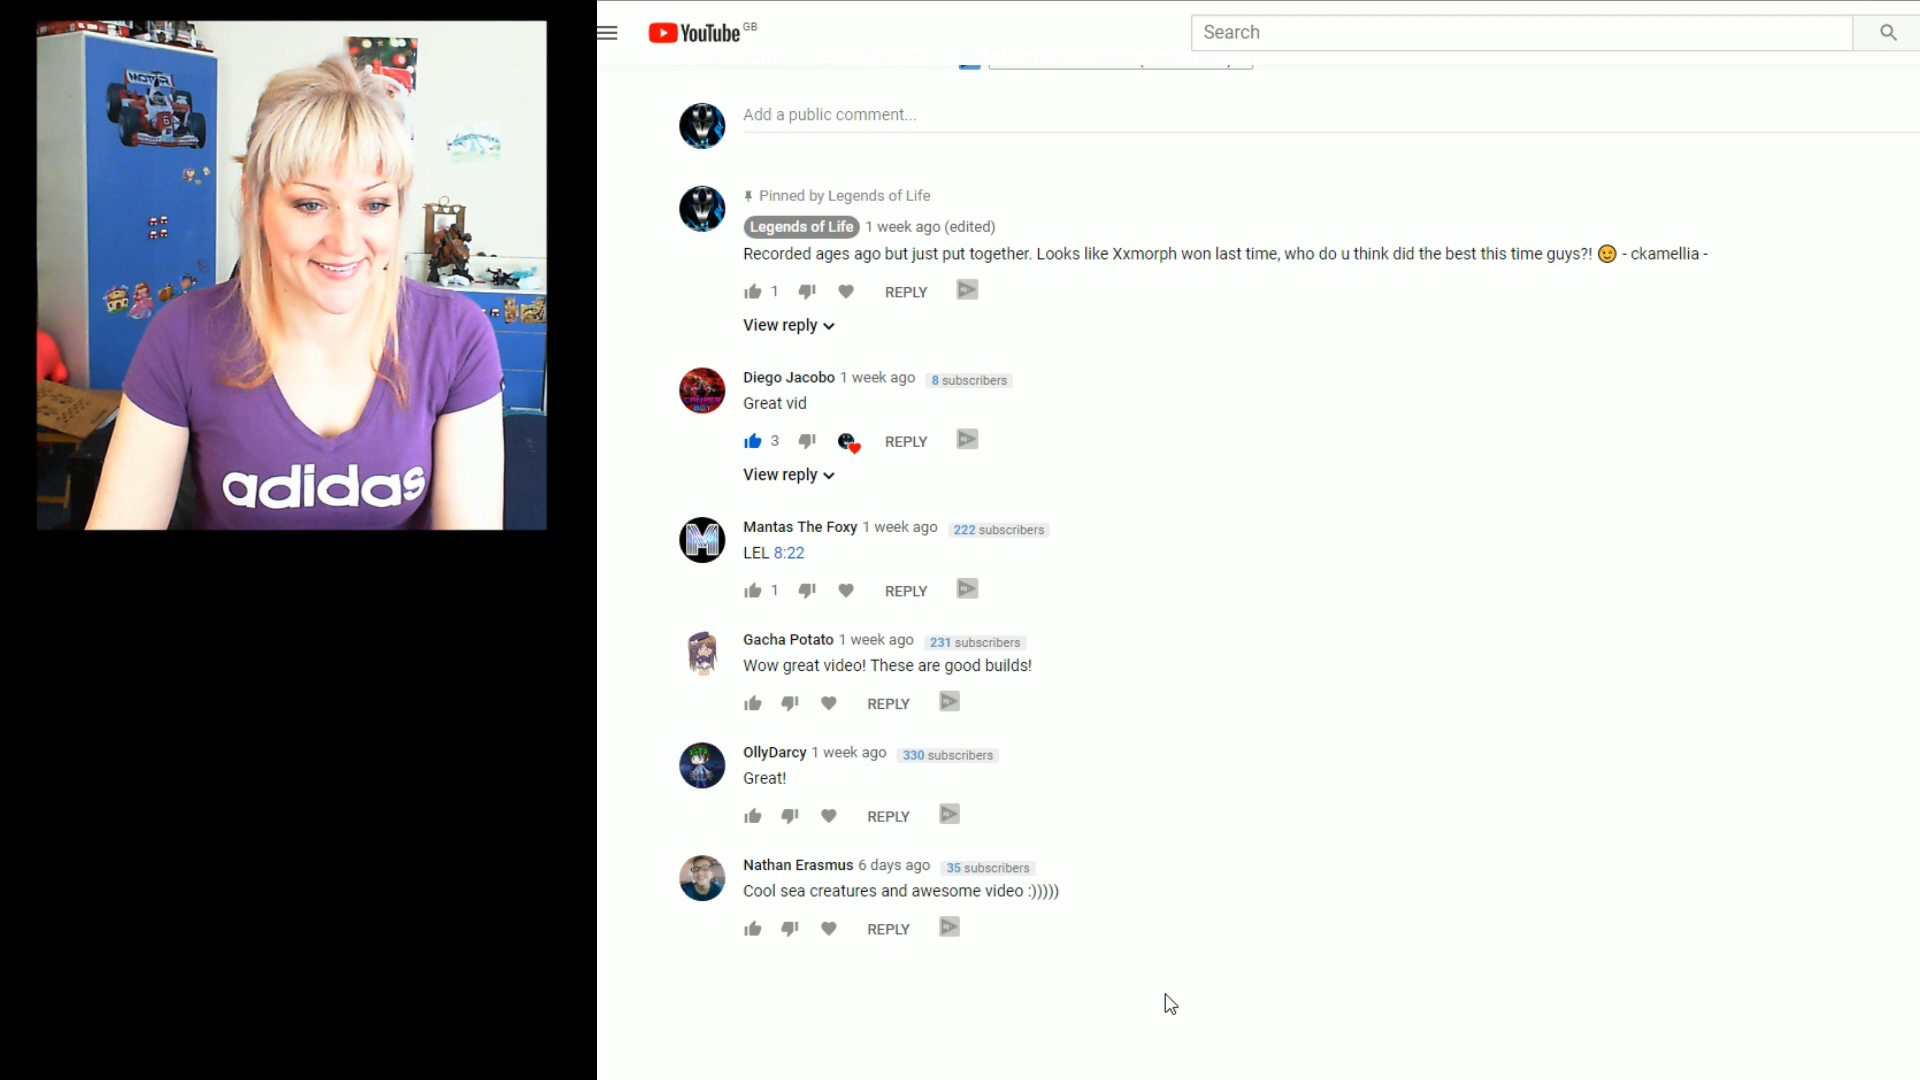 YouTube GB
Search
Add a public comment...
Pinned by Legends of Life
Legends of Life 1 week ago (edited)
Recorded ages ago but just put together. Looks like Xxmorph won last time, who do u think did the best this time guys?! 😉 - ckamellia -
1 REPLY
View reply
Diego Jacobo 1 week ago 8 subscribers
Great vid
3 REPLY
View reply
Mantas The Foxy 1 week ago 222 subscribers
LEL 8:22
1 REPLY
Gacha Potato 1 week ago 231 subscribers
Wow great video! These are good builds!
REPLY
OllyDarcy 1 week ago 330 subscribers
Great!
REPLY
Nathan Erasmus 6 days ago 35 subscribers
Cool sea creatures and awesome video :)))))
REPLY
adidas